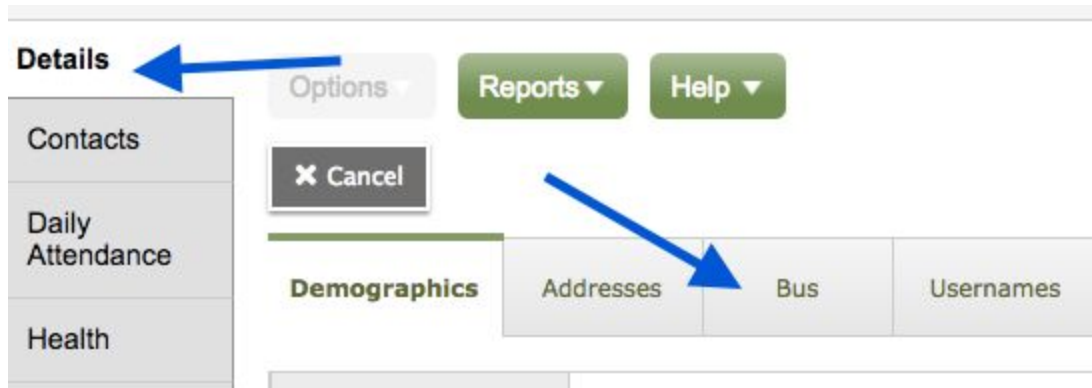 Details
Options
Reports
Help
Contacts
Cancel
Daily
Attendance
Demographics
Addresses
Bus
Usernames
Health